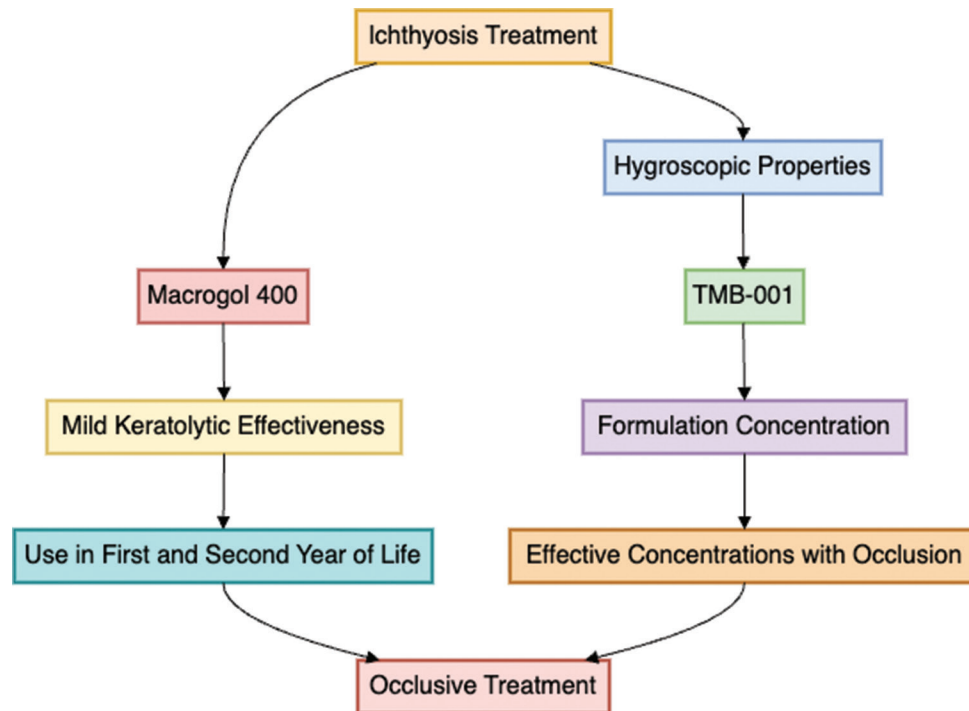 Ichthyosis Treatment
Hygroscopic Properties
Macrogol 400
TMB-001
Mild Keratolytic Effectiveness
Formulation Concentration
Use in First and Second Year of Life
Effective Concentrations with Occlusion
Occlusive Treatment